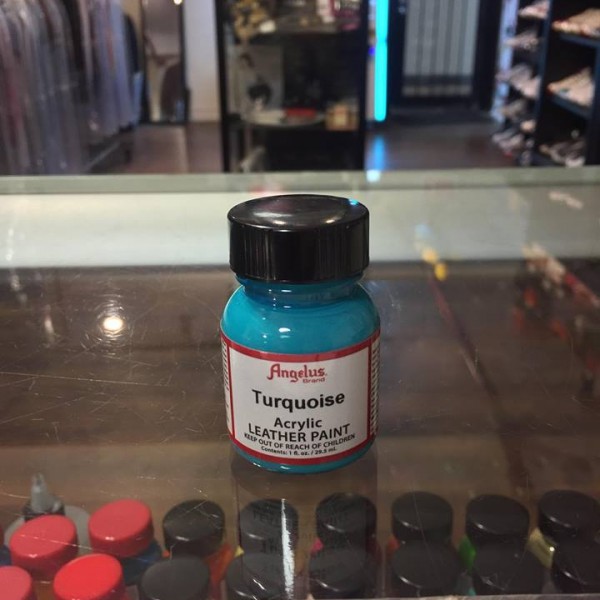 Angelus.
Brand
Turquoise
Acrylic
LEATHER PAINT
KEEP OUT OF REACH OF CHILDREN
Contents: 1 fl. oz. / 29.5 mL